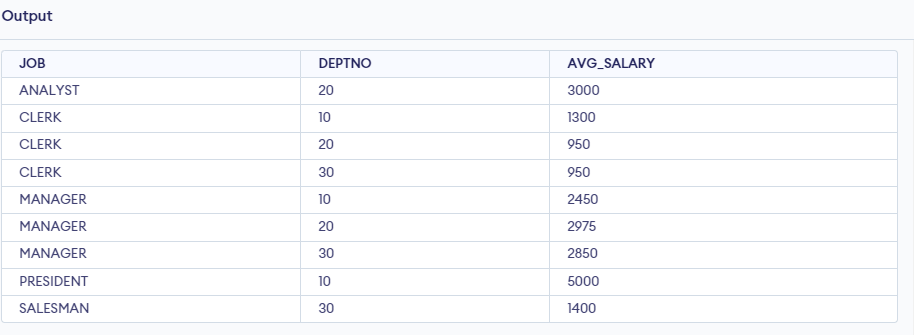 Output
JOB DEPTNO AVG_SALARY
ANALYST 20 3000
CLERK 10 1300
CLERK 20 950
CLERK 30 950
MANAGER 10 2450
MANAGER 20 2975
MANAGER 30 2850
PRESIDENT 10 5000
SALESMAN 30 1400